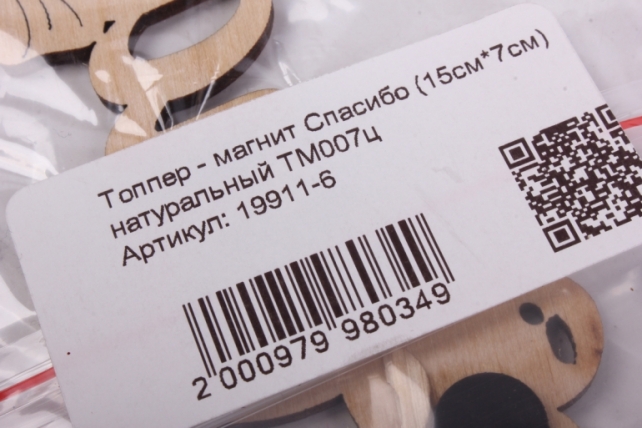 Топпер - магнит Спасибо (15см*7см)
натуральный ТМ007ц
Артикул: 19911-6
2 000979 980349